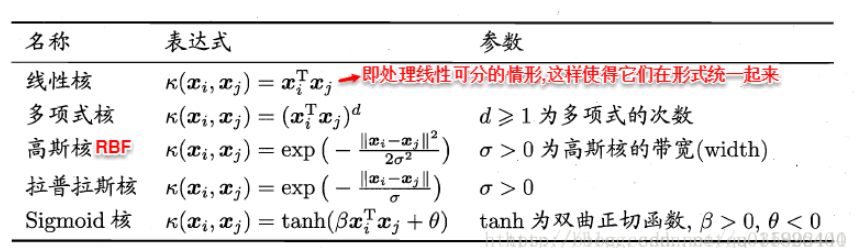 名称 表达式 参数
线性核 κ(𝒙ᵢ, 𝒙ⱼ) = 𝒙ᵢᵀ𝒙ⱼ 即处理线性可分的情形,这样使得它们在形式统一起来
多项式核 κ(𝒙ᵢ, 𝒙ⱼ) = (𝒙ᵢᵀ𝒙ⱼ)ᵈ d ⩾ 1 为多项式的次数
高斯核 RBF κ(𝒙ᵢ, 𝒙ⱼ) = exp(−‖𝒙ᵢ−𝒙ⱼ‖²/2σ²) σ > 0 为高斯核的带宽(width)
拉普拉斯核 κ(𝒙ᵢ, 𝒙ⱼ) = exp(−‖𝒙ᵢ−𝒙ⱼ‖/σ) σ > 0
Sigmoid 核 κ(𝒙ᵢ, 𝒙ⱼ) = tanh(β𝒙ᵢᵀ𝒙ⱼ + θ) tanh 为双曲正切函数, β > 0, θ < 0